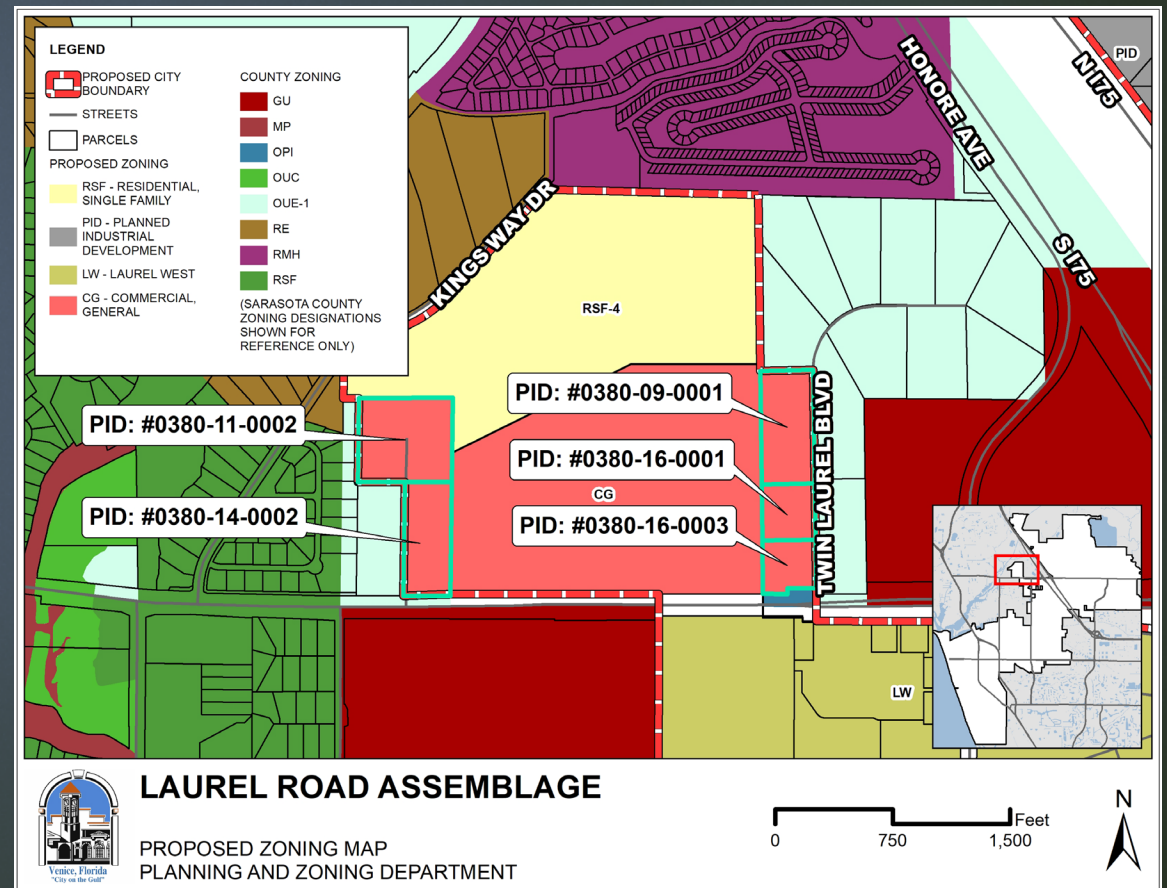 LEGEND
PROPOSED CITY
BOUNDARY
STREETS
PARCELS
PROPOSED ZONING
RSF - RESIDENTIAL,
SINGLE FAMILY
PID - PLANNED
INDUSTRIAL
DEVELOPMENT
LW - LAUREL WEST
CG - COMMERCIAL,
GENERAL
COUNTY ZONING
GU
MP
OPI
OUC
OUE-1
RE
RMH
RSF
(SARASOTA COUNTY
ZONING DESIGNATIONS
SHOWN FOR
REFERENCE ONLY)
HONORE AVE
N I75
PID
S I75
KINGS WAY DR
RSF-4
PID: #0380-09-0001
PID: #0380-11-0002
PID: #0380-16-0001
CG
PID: #0380-14-0002
PID: #0380-16-0003
TWIN LAUREL BLVD
LW
LAUREL ROAD ASSEMBLAGE
PROPOSED ZONING MAP
PLANNING AND ZONING DEPARTMENT
Venice, Florida
"City on the Gulf"
Feet
0 750 1,500
N